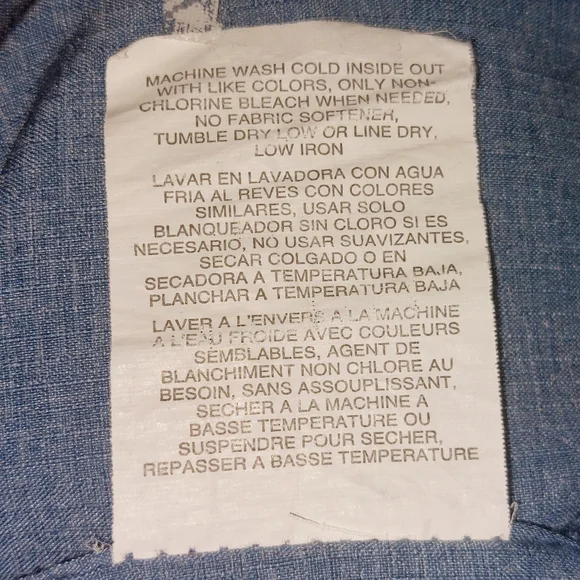 MACHINE WASH COLD INSIDE OUT
WITH LIKE COLORS, ONLY NON-
CHLORINE BLEACH WHEN NEEDED,
NO FABRIC SOFTENER,
TUMBLE DRY LOW OR LINE DRY,
LOW IRON
LAVAR EN LAVADORA CON AGUA
FRIA AL REVES CON COLORES
SIMILARES, USAR SOLO
BLANQUEADOR SIN CLORO SI ES
NECESARIO, NO USAR SUAVIZANTES,
SECAR COLGADO O EN
SECADORA A TEMPERATURA BAJA,
PLANCHAR A TEMPERATURA BAJA
LAVER A L'ENVERS A LA MACHINE
A L'EAU FROIDE AVEC COULEURS
SEMBLABLES, AGENT DE
BLANCHIMENT NON CHLORE AU
BESOIN, SANS ASSOUPLISSANT,
SECHER A LA MACHINE A
BASSE TEMPERATURE OU
SUSPENDRE POUR SECHER,
REPASSER A BASSE TEMPERATURE